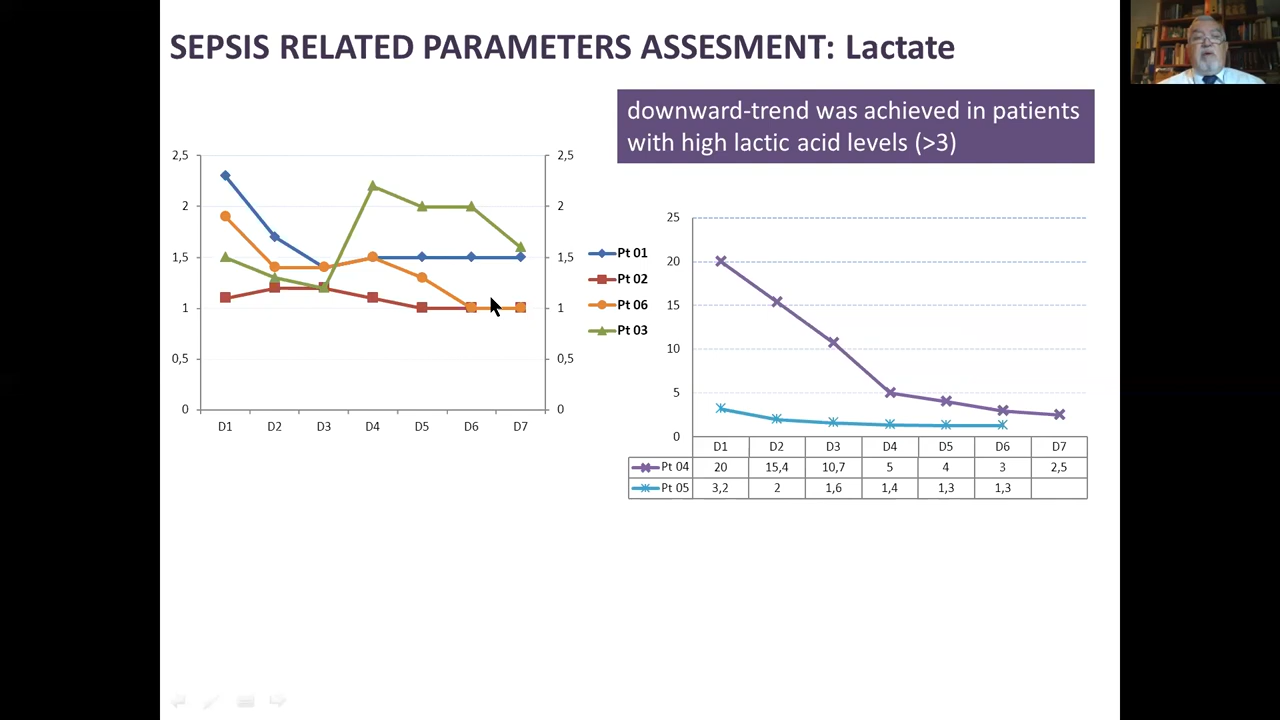 SEPSIS RELATED PARAMETERS ASSESMENT: Lactate
downward-trend was achieved in patients
with high lactic acid levels (>3)
2,5 2,5
2 2
1,5 1,5
1 1
0,5 0,5
0 0
D1 D2 D3 D4 D5 D6 D7
Pt 01
Pt 02
Pt 06
Pt 03
25
20
15
10
5
0
D1 D2 D3 D4 D5 D6 D7
Pt 04 20 15,4 10,7 5 4 3 2,5
Pt 05 3,2 2 1,6 1,4 1,3 1,3